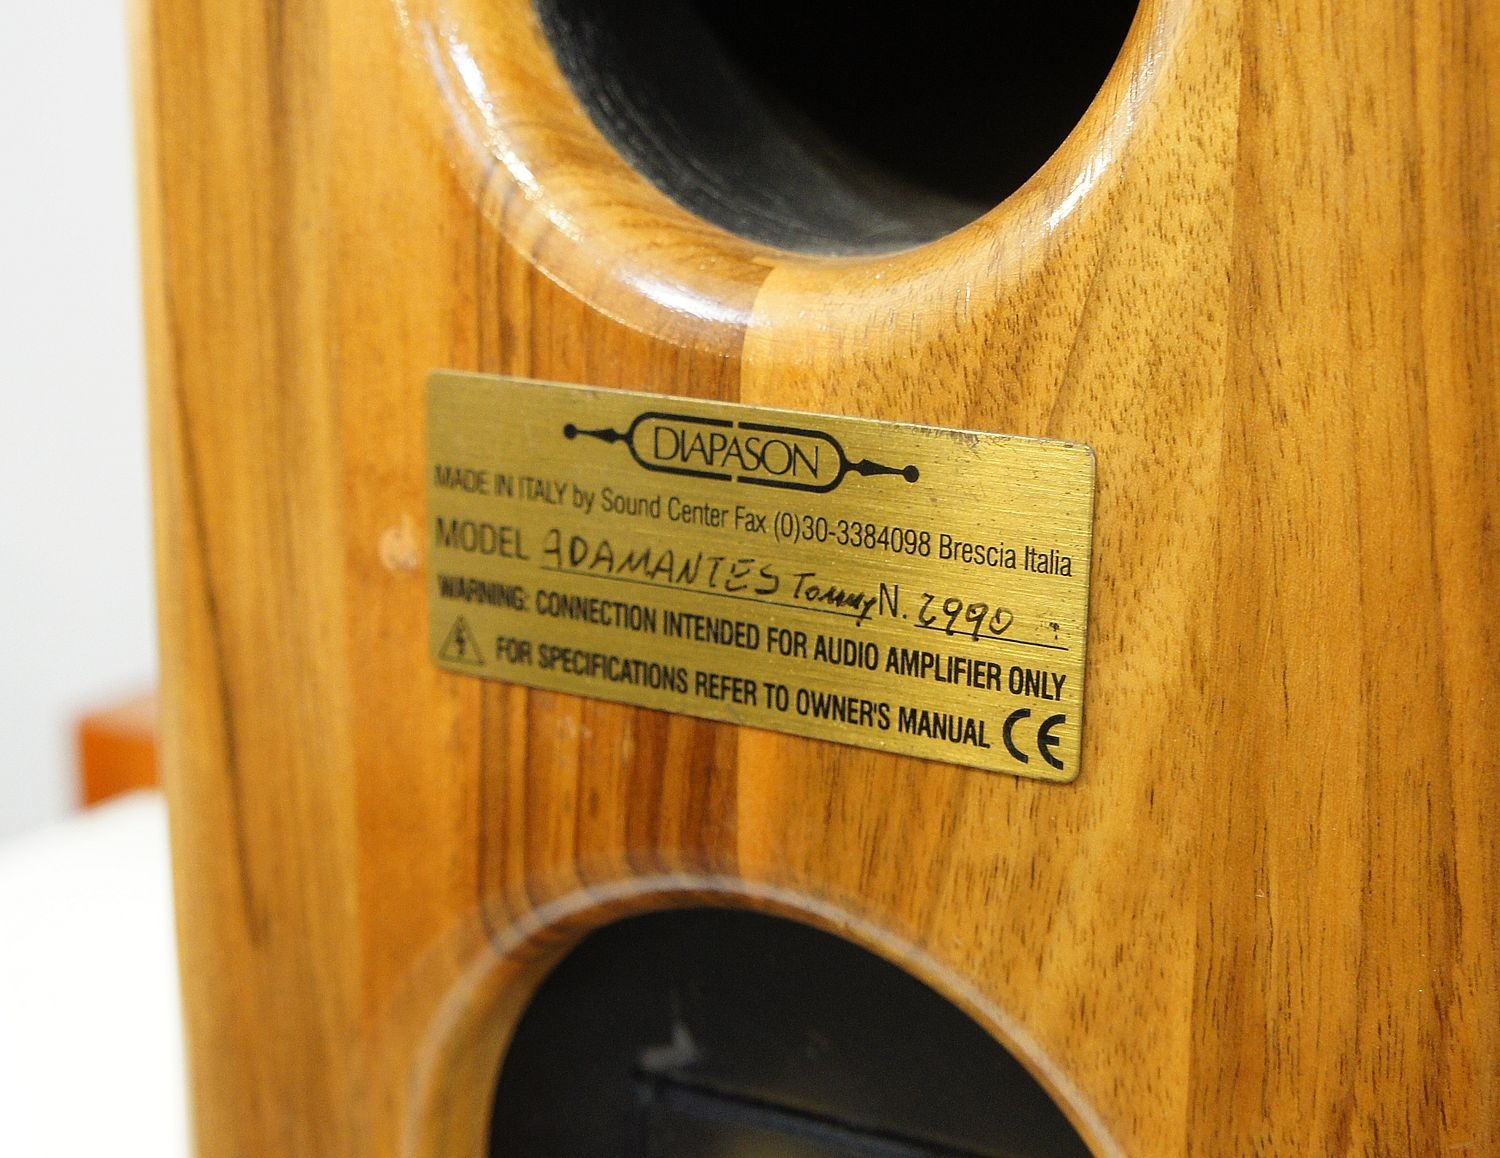 DIAPASON
MADE IN ITALY by Sound Center Fax (0)30-3384098 Brescia Italia
MODEL ADAMANTES Tommy N. 2990
WARNING: CONNECTION INTENDED FOR AUDIO AMPLIFIER ONLY
FOR SPECIFICATIONS REFER TO OWNER'S MANUAL CE